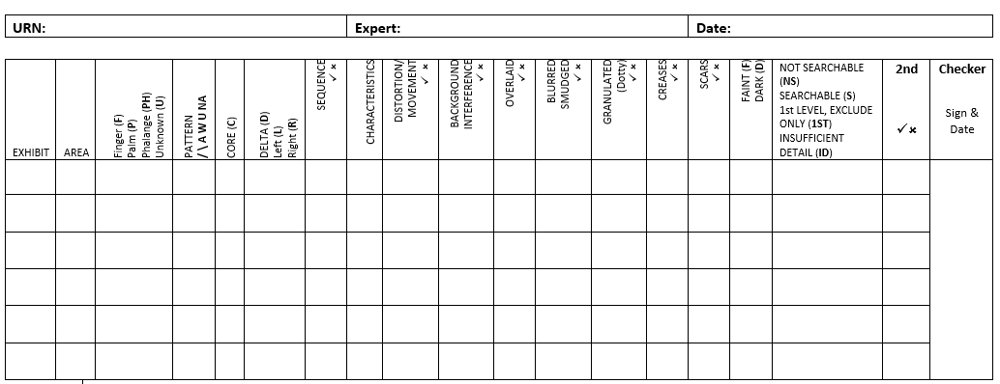 URN:
Expert:
Date:
EXHIBIT
AREA
Finger (F)
Palm (P)
Phalange (PH)
Unknown (U)
PATTERN
/ \ A W U NA
CORE (C)
DELTA (D)
Left (L)
Right (R)
SEQUENCE
✓ ×
CHARACTERISTICS
DISTORTION/
MOVEMENT
✓ ×
BACKGROUND
INTERFERENCE
✓ ×
OVERLAID
✓ ×
BLURRED
SMUDGED
✓ ×
GRANULATED
(Dotty)
✓ ×
CREASES
✓ ×
SCARS
✓ ×
FAINT (F)
DARK (D)
NOT SEARCHABLE
(NS)
SEARCHABLE (S)
1st LEVEL, EXCLUDE
ONLY (1ST)
INSUFFICIENT
DETAIL (ID)
2nd
✓×
Checker
Sign &
Date